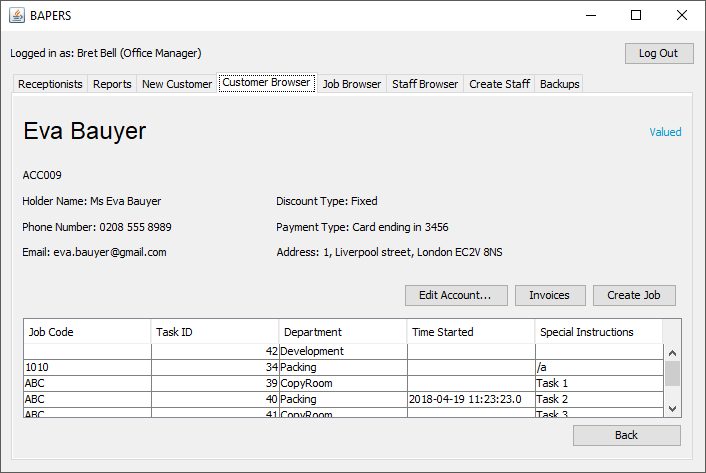 BAPERS
Logged in as: Bret Bell (Office Manager) Log Out
Receptionists Reports New Customer Customer Browser Job Browser Staff Browser Create Staff Backups
Eva Bauyer Valued
ACC009
Holder Name: Ms Eva Bauyer Discount Type: Fixed
Phone Number: 0208 555 8989 Payment Type: Card ending in 3456
Email: eva.bauyer@gmail.com Address: 1, Liverpool street, London EC2V 8NS
Edit Account... Invoices Create Job
Job Code Task ID Department Time Started Special Instructions
42 Development
1010 34 Packing /a
ABC 39 CopyRoom Task 1
ABC 40 Packing 2018-04-19 11:23:23.0 Task 2
ABC 41 CopyRoom Task 3
Back